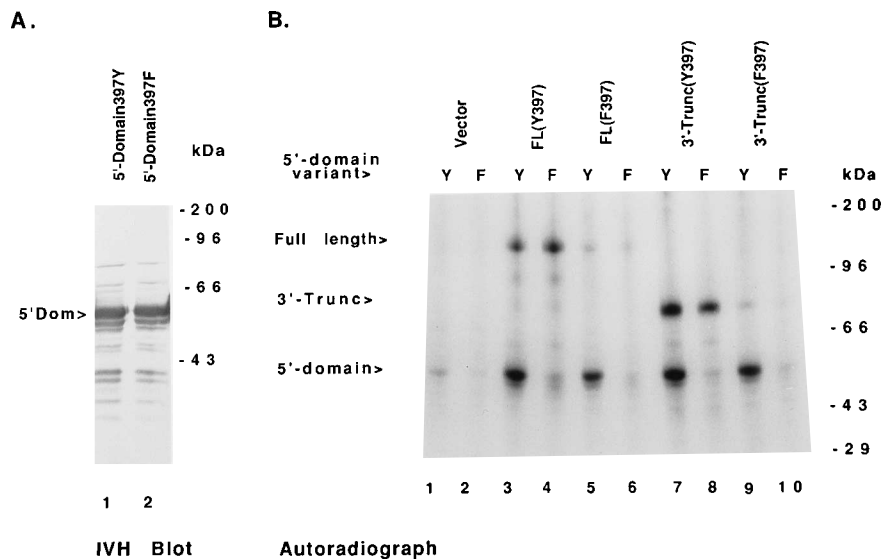 A.
5'-Domain397Y
5'-Domain397F
kDa
-200
-96
-66
5'Dom>
-43
1 2
IVH Blot
B.
Vector
FL(Y397)
FL(F397)
3'-Trunc(Y397)
3'-Trunc(F397)
5'-domain
variant>
Y F Y F Y F Y F Y F
kDa
-200
Full length>
-96
3'-Trunc>
-66
5'-domain>
-43
-29
1 2 3 4 5 6 7 8 9 10
Autoradiograph